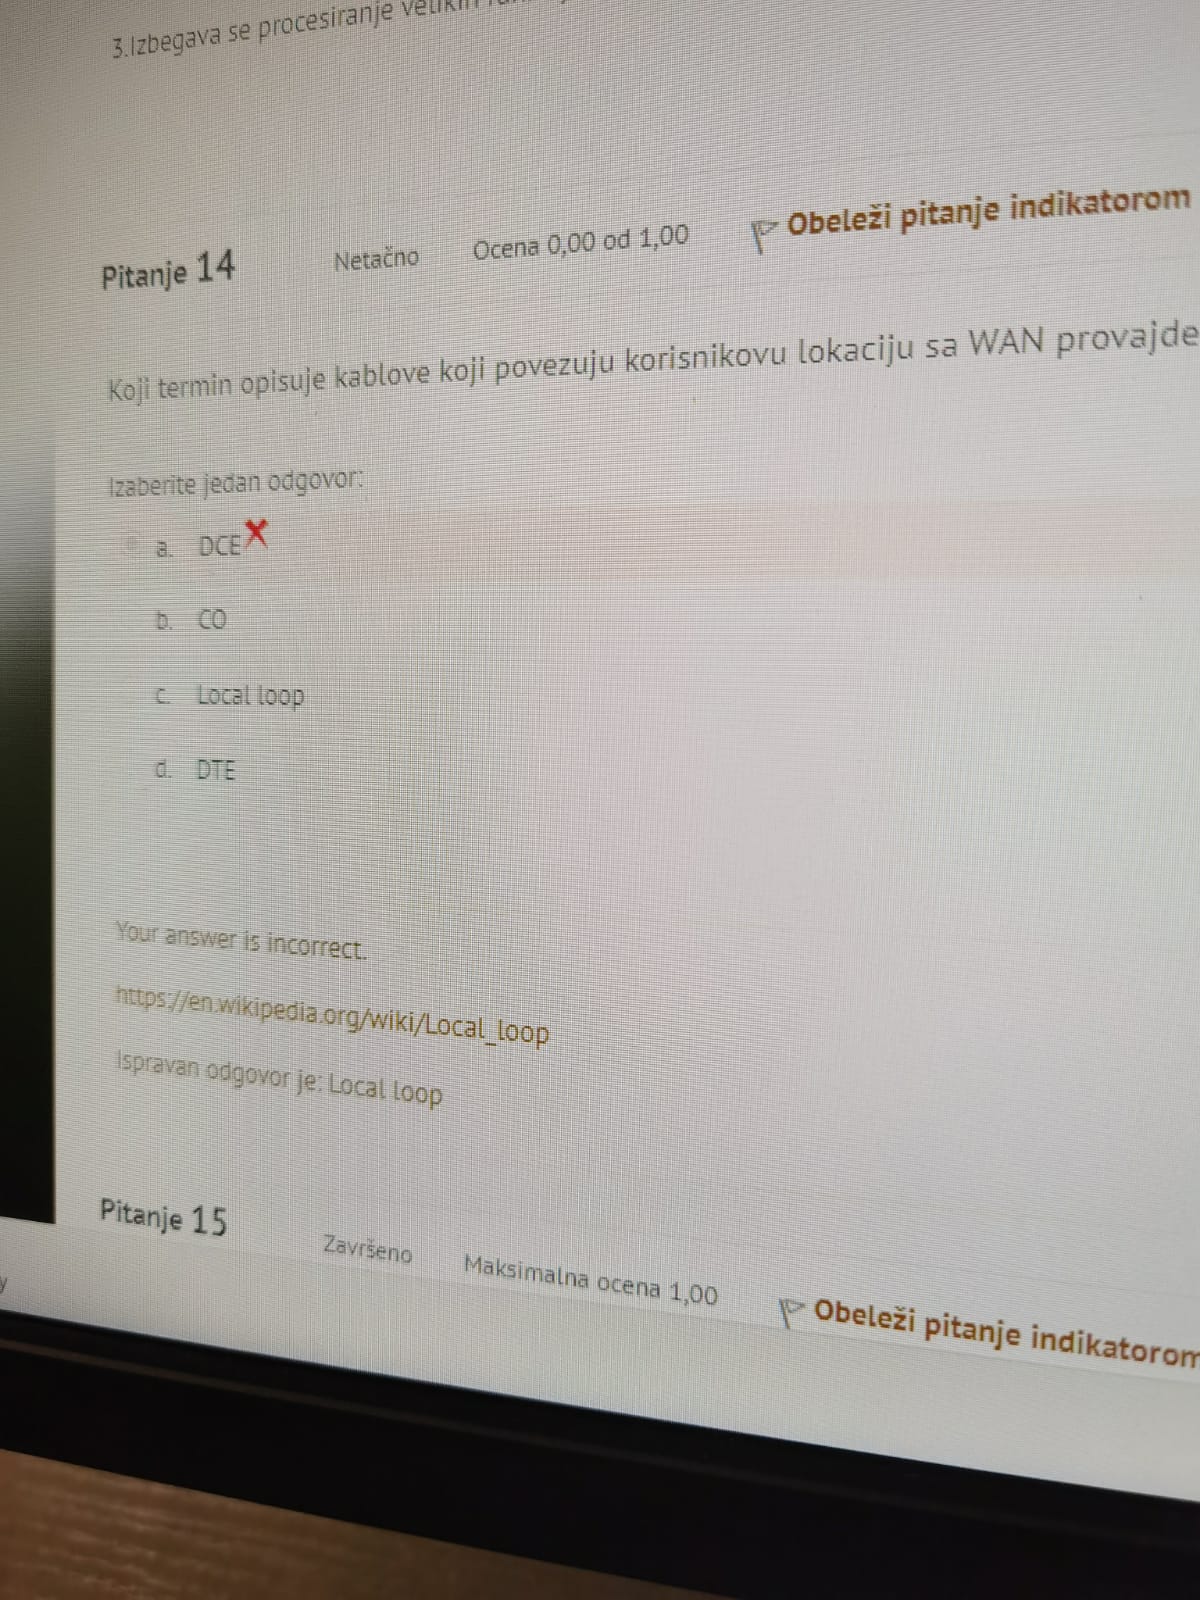 3.Izbegava se procesiranje velikih
Pitanje 14
Netačno
Ocena 0,00 od 1,00
Obeleži pitanje indikatorom
Koji termin opisuje kablove koji povezuju korisnikovu lokaciju sa WAN provajde
Izaberite jedan odgovor:
a. DCE
b. CO
c. Local loop
d. DTE
Your answer is incorrect.
https://en.wikipedia.org/wiki/Local_loop
Ispravan odgovor je: Local loop
Pitanje 15
Završeno
Maksimalna ocena 1,00
Obeleži pitanje indikatorom
y